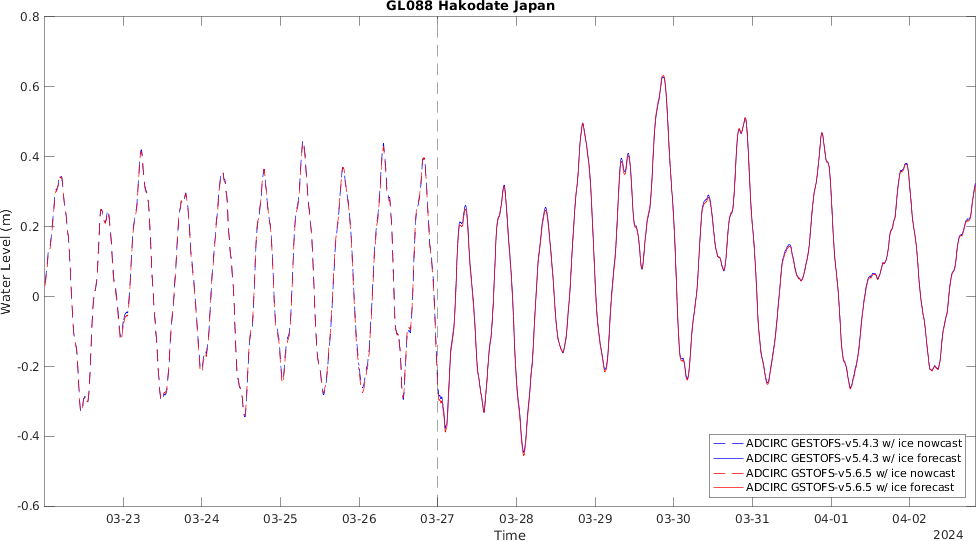 GL088 Hakodate Japan
0.8
0.6
0.4
0.2
0
-0.2
-0.4
-0.6
Water Level (m)
ADCIRC GESTOFS-v5.4.3 w/ ice nowcast
ADCIRC GESTOFS-v5.4.3 w/ ice forecast
ADCIRC GSTOFS-v5.6.5 w/ ice nowcast
ADCIRC GSTOFS-v5.6.5 w/ ice forecast
03-23 03-24 03-25 03-26 03-27 03-28 03-29 03-30 03-31 04-01 04-02
Time
2024